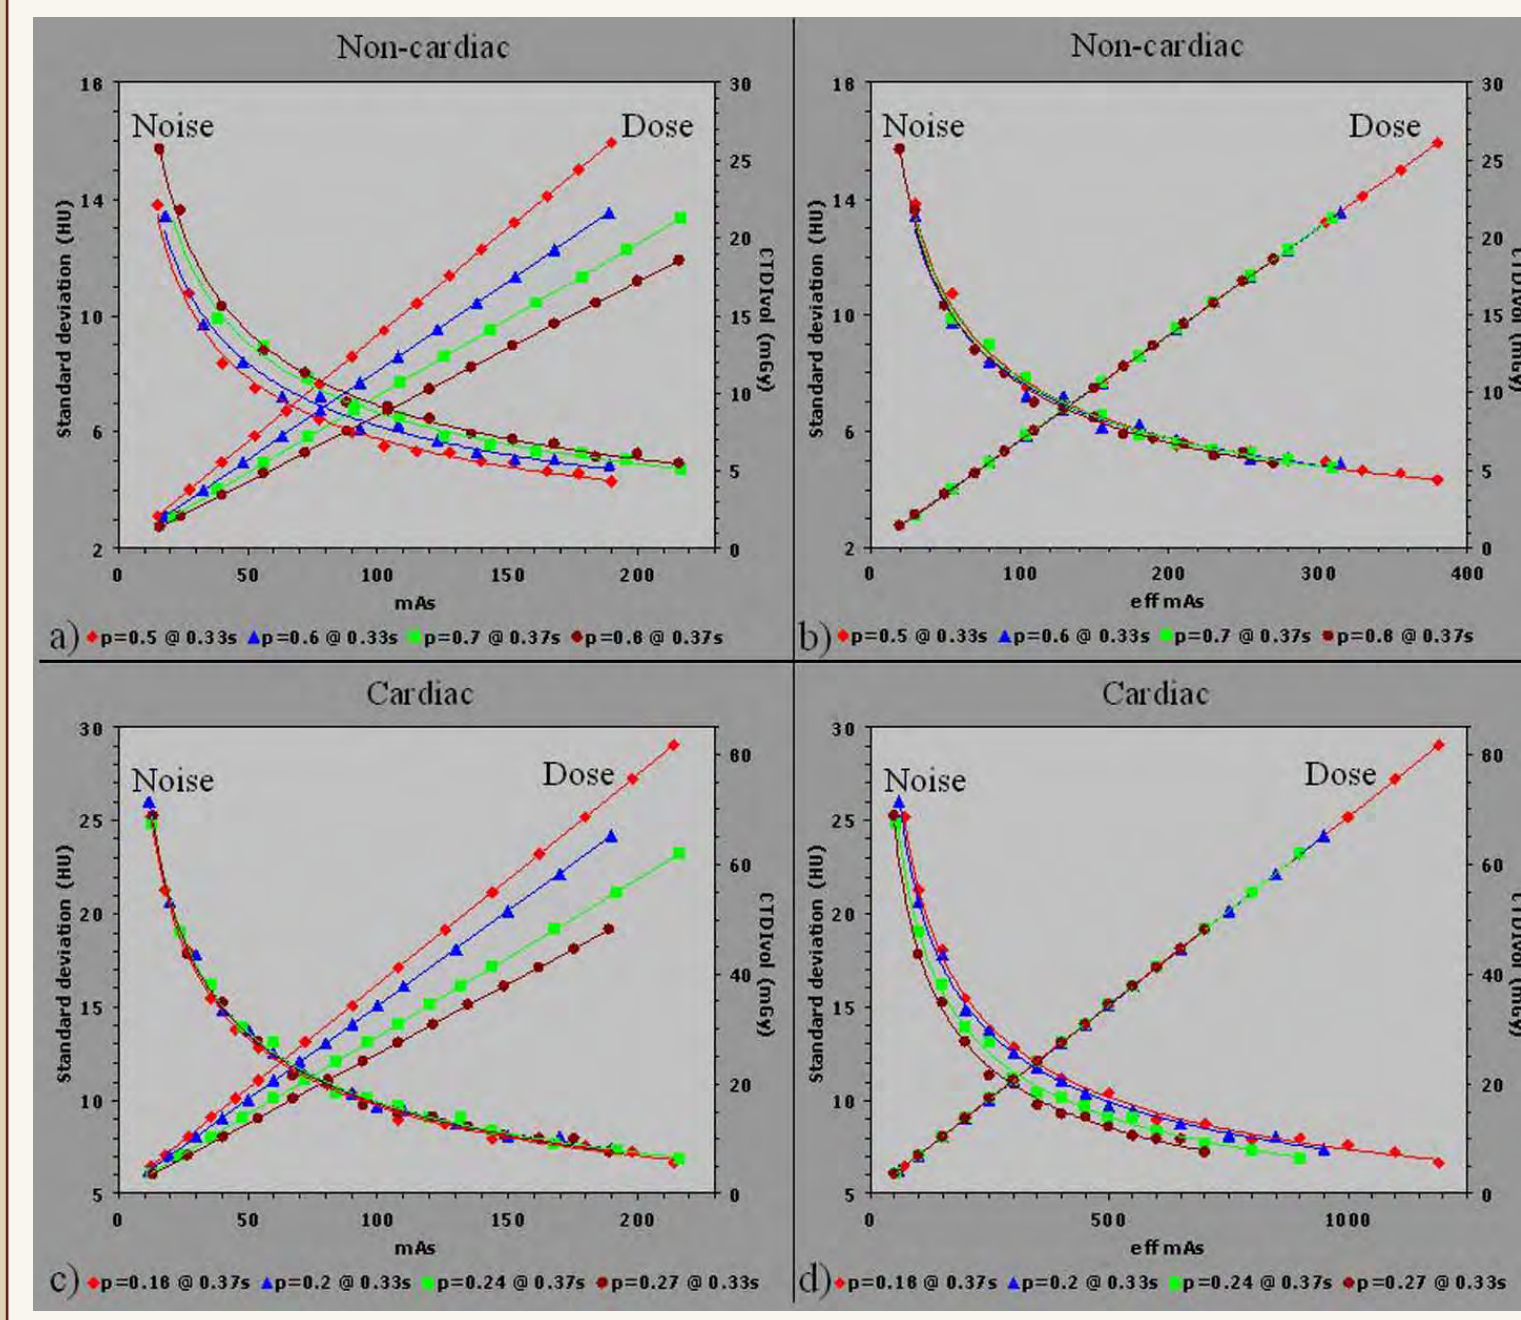 Non-cardiac
Noise
Dose
18
14
10
6
2
30
25
20
15
10
5
0
Standard deviation (HU)
CTDIvol (mGy)
0 50 100 150 200
mAs
a) p=0.5 @ 0.33s p=0.6 @ 0.33s p=0.7 @ 0.37s p=0.8 @ 0.37s
Non-cardiac
Noise
Dose
18
14
10
6
2
30
25
20
15
10
5
0
Standard deviation (HU)
CTDIvol (mGy)
0 100 200 300 400
eff mAs
b) p=0.5 @ 0.33s p=0.6 @ 0.33s p=0.7 @ 0.37s p=0.8 @ 0.37s
Cardiac
Noise
Dose
30
25
20
15
10
5
80
60
40
20
0
Standard deviation (HU)
CTDIvol (mGy)
0 50 100 150 200
mAs
c) p=0.18 @ 0.37s p=0.2 @ 0.33s p=0.24 @ 0.37s p=0.27 @ 0.33s
Cardiac
Noise
Dose
30
25
20
15
10
5
80
60
40
20
0
Standard deviation (HU)
CTDIvol (mGy)
0 500 1000
eff mAs
d) p=0.18 @ 0.37s p=0.2 @ 0.33s p=0.24 @ 0.37s p=0.27 @ 0.33s